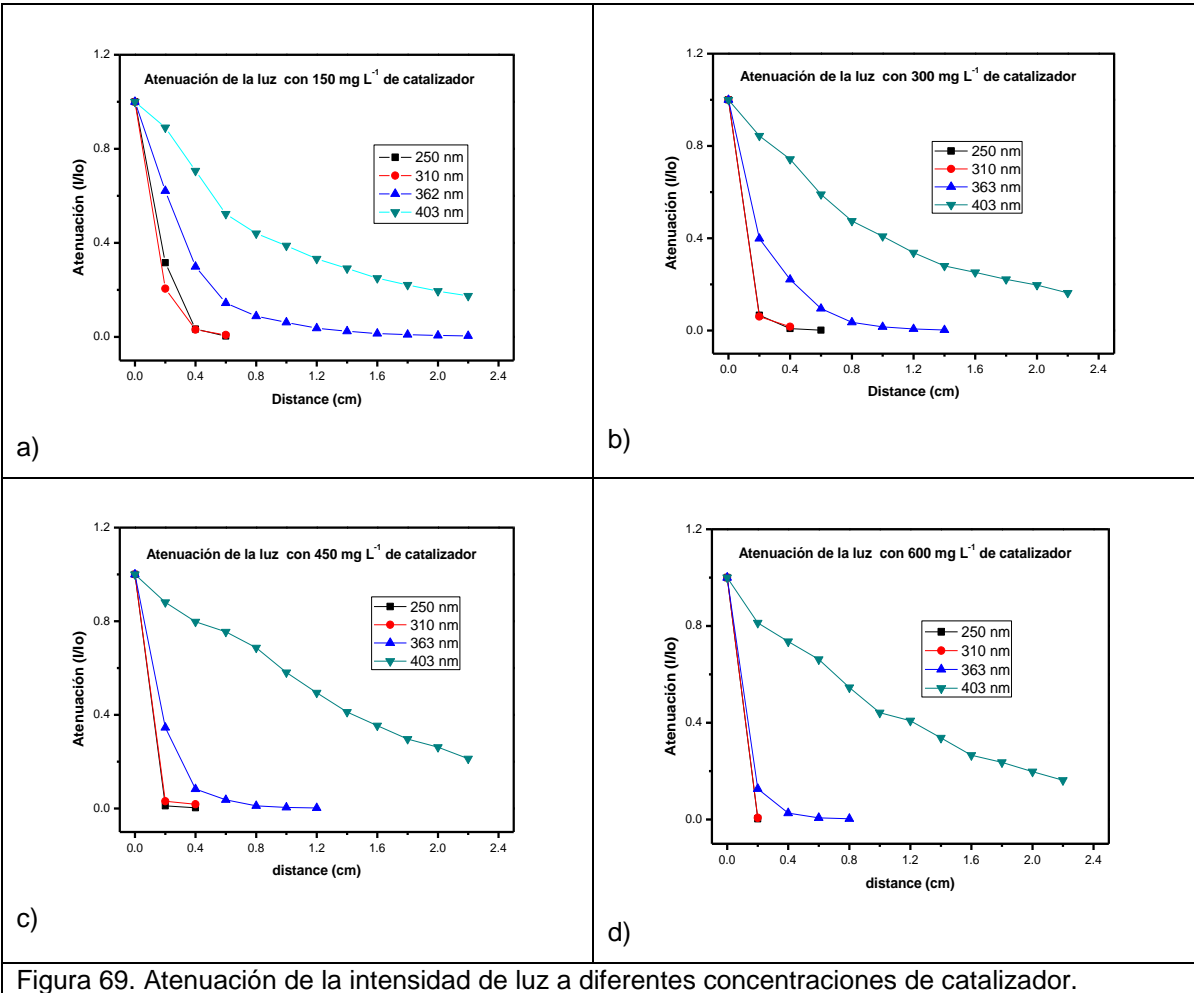 Atenuación de la luz con 150 mg L⁻¹ de catalizador
Atenuación (I/Io)
1.2
0.8
0.4
0.0
250 nm
310 nm
362 nm
403 nm
0.0 0.4 0.8 1.2 1.6 2.0 2.4
Distance (cm)
a)
Atenuación de la luz con 300 mg L⁻¹ de catalizador
Atenuación (I/Io)
1.2
0.8
0.4
0.0
250 nm
310 nm
363 nm
403 nm
0.0 0.4 0.8 1.2 1.6 2.0 2.4
Distance (cm)
b)
Atenuación de la luz con 450 mg L⁻¹ de catalizador
Atenuación (I/Io)
1.2
0.8
0.4
0.0
250 nm
310 nm
363 nm
403 nm
0.0 0.4 0.8 1.2 1.6 2.0 2.4
distance (cm)
c)
Atenuación de la luz con 600 mg L⁻¹ de catalizador
Atenuación (I/Io)
1.2
0.8
0.4
0.0
250 nm
310 nm
363 nm
403 nm
0.0 0.4 0.8 1.2 1.6 2.0 2.4
distance (cm)
d)
Figura 69. Atenuación de la intensidad de luz a diferentes concentraciones de catalizador.